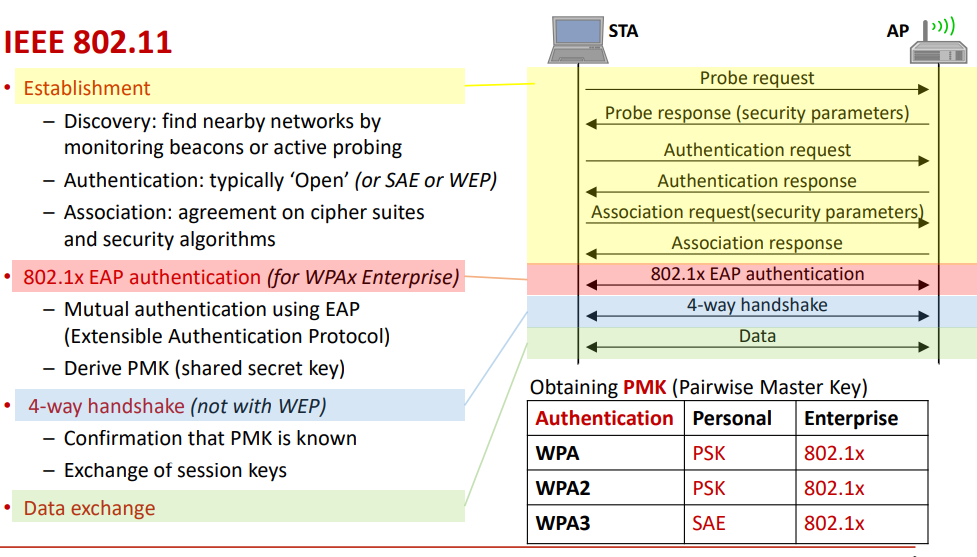 IEEE 802.11
• Establishment
– Discovery: find nearby networks by
monitoring beacons or active probing
– Authentication: typically ‘Open’ (or SAE or WEP)
– Association: agreement on cipher suites
and security algorithms
• 802.1x EAP authentication (for WPAx Enterprise)
– Mutual authentication using EAP
(Extensible Authentication Protocol)
– Derive PMK (shared secret key)
• 4-way handshake (not with WEP)
– Confirmation that PMK is known
– Exchange of session keys
• Data exchange
STA
AP
Probe request
Probe response (security parameters)
Authentication request
Authentication response
Association request(security parameters)
Association response
802.1x EAP authentication
4-way handshake
Data
Obtaining PMK (Pairwise Master Key)
Authentication Personal Enterprise
WPA PSK 802.1x
WPA2 PSK 802.1x
WPA3 SAE 802.1x